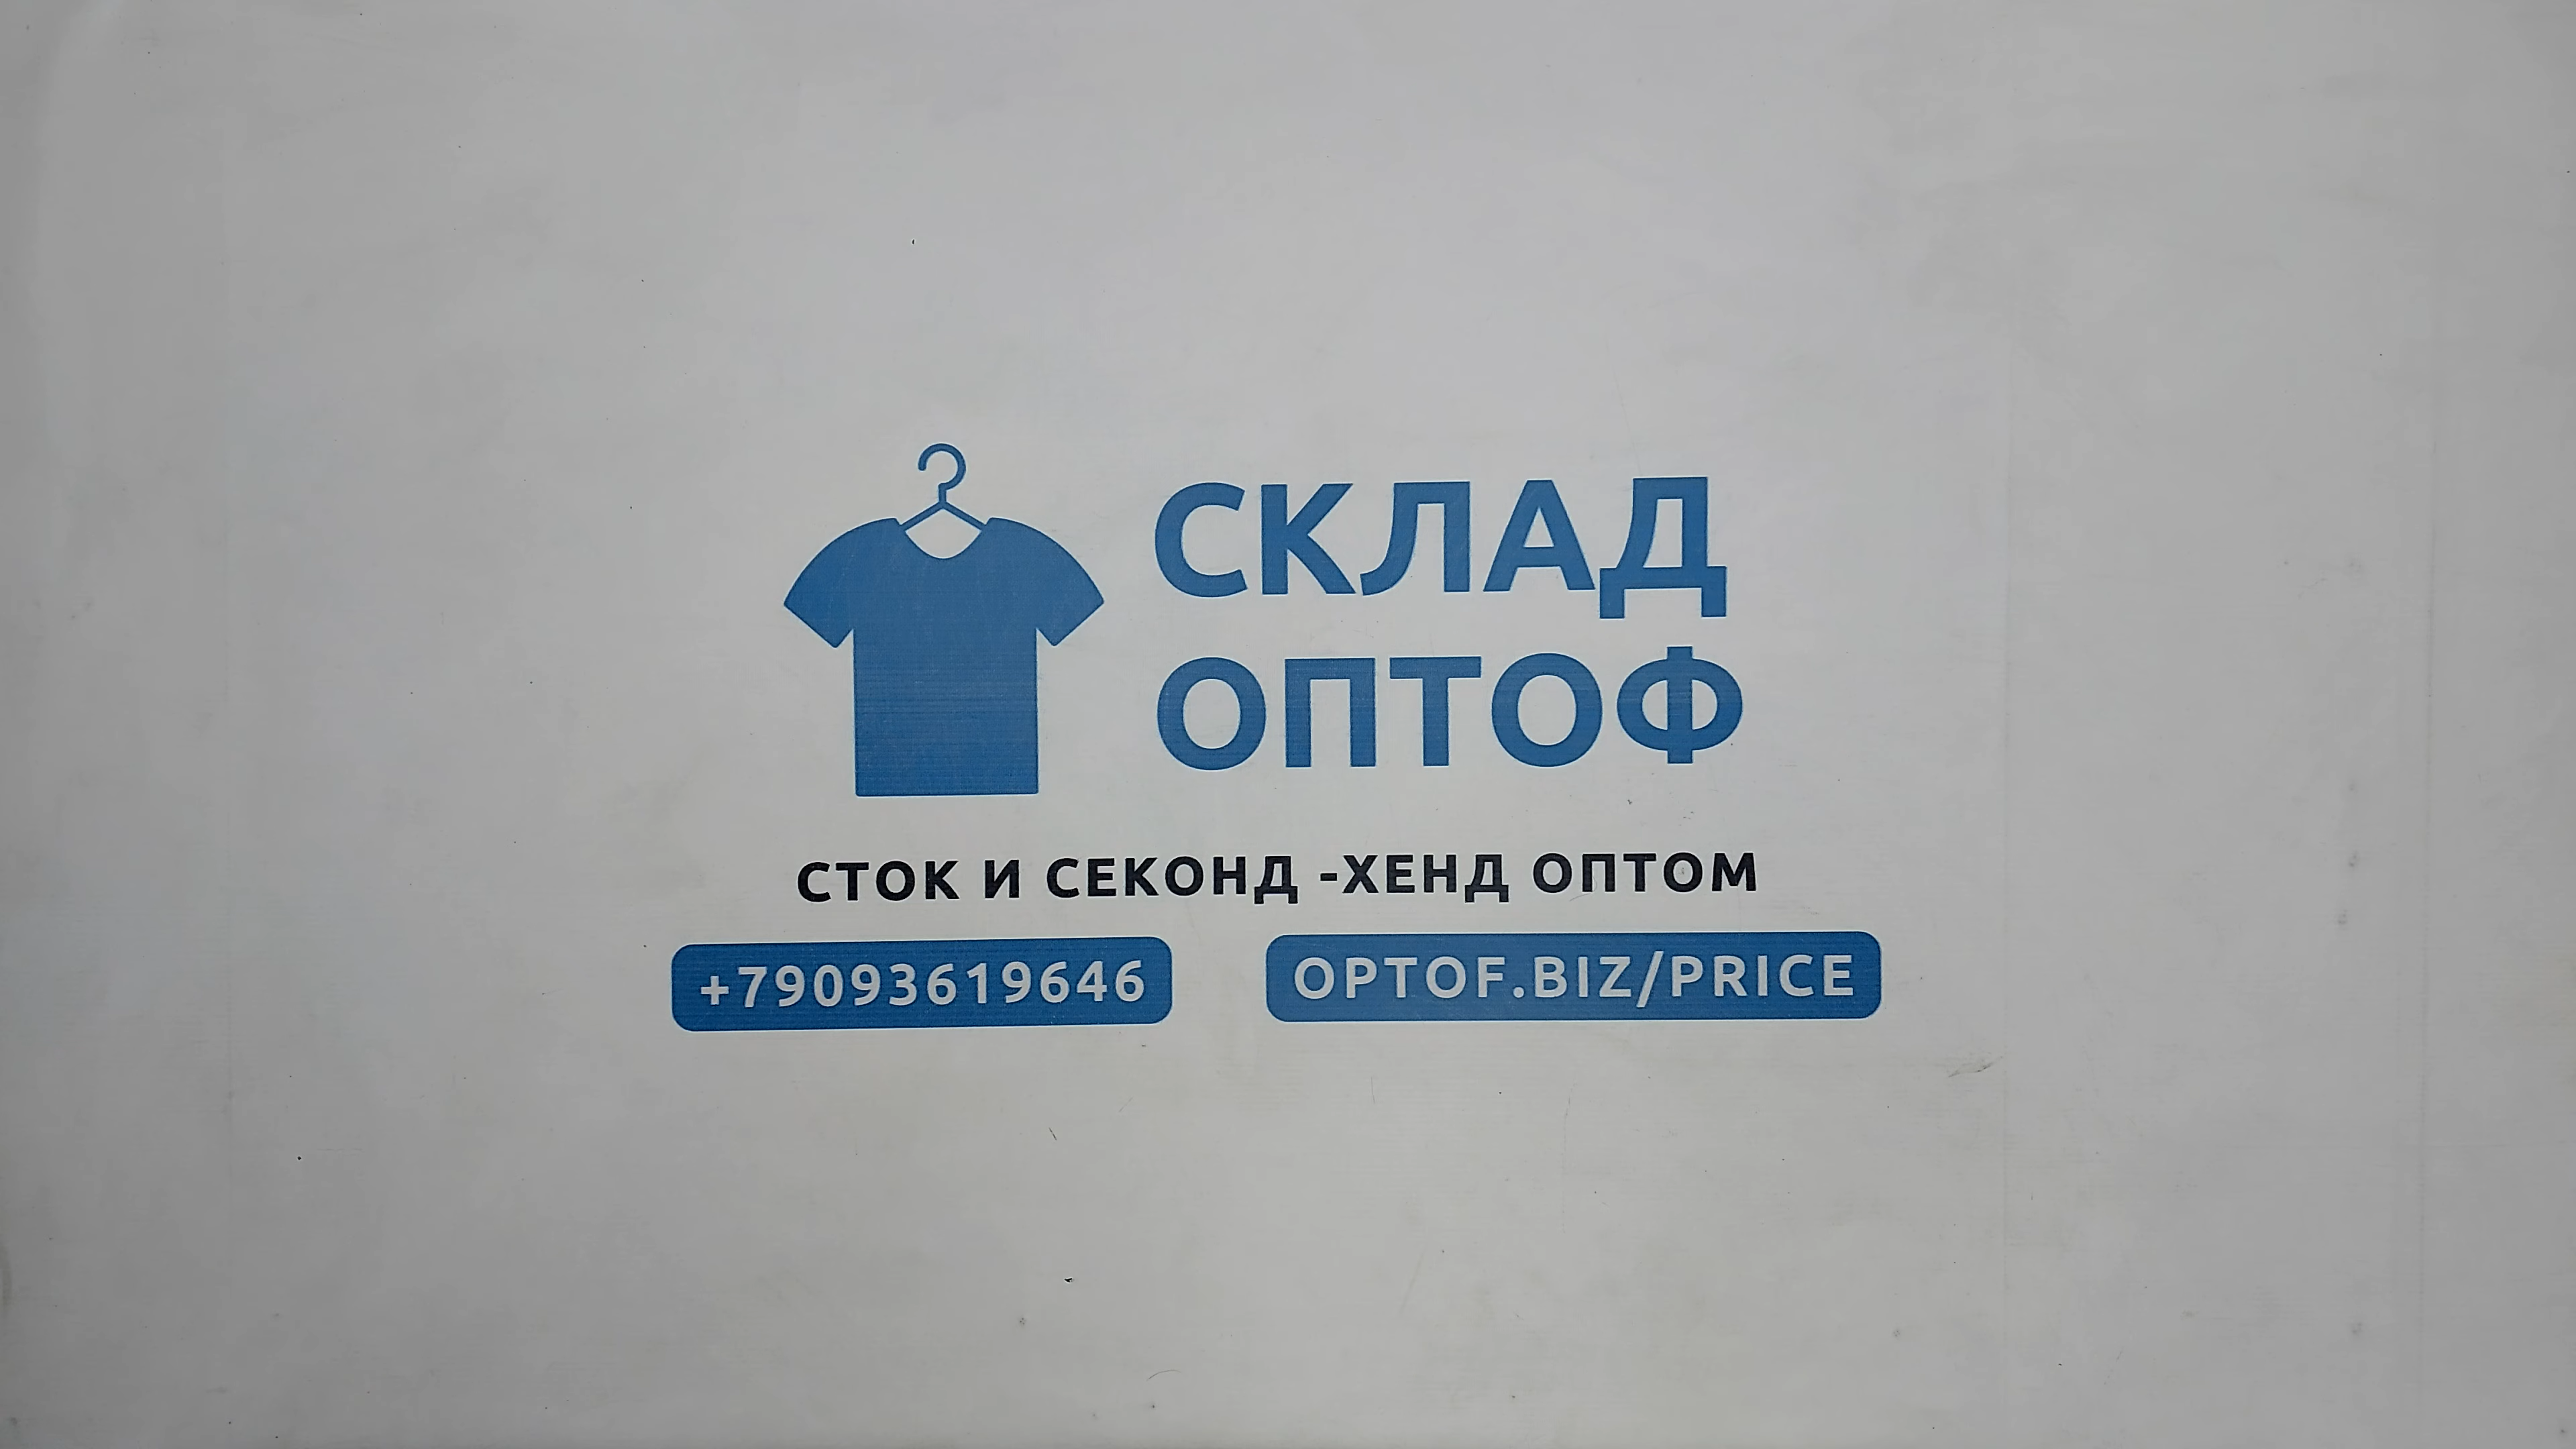 СКЛАД
ОПТОФ
СТОК И СЕКОНД -ХЕНД ОПТОМ
+79093619646
OPTOF.BIZ/PRICE